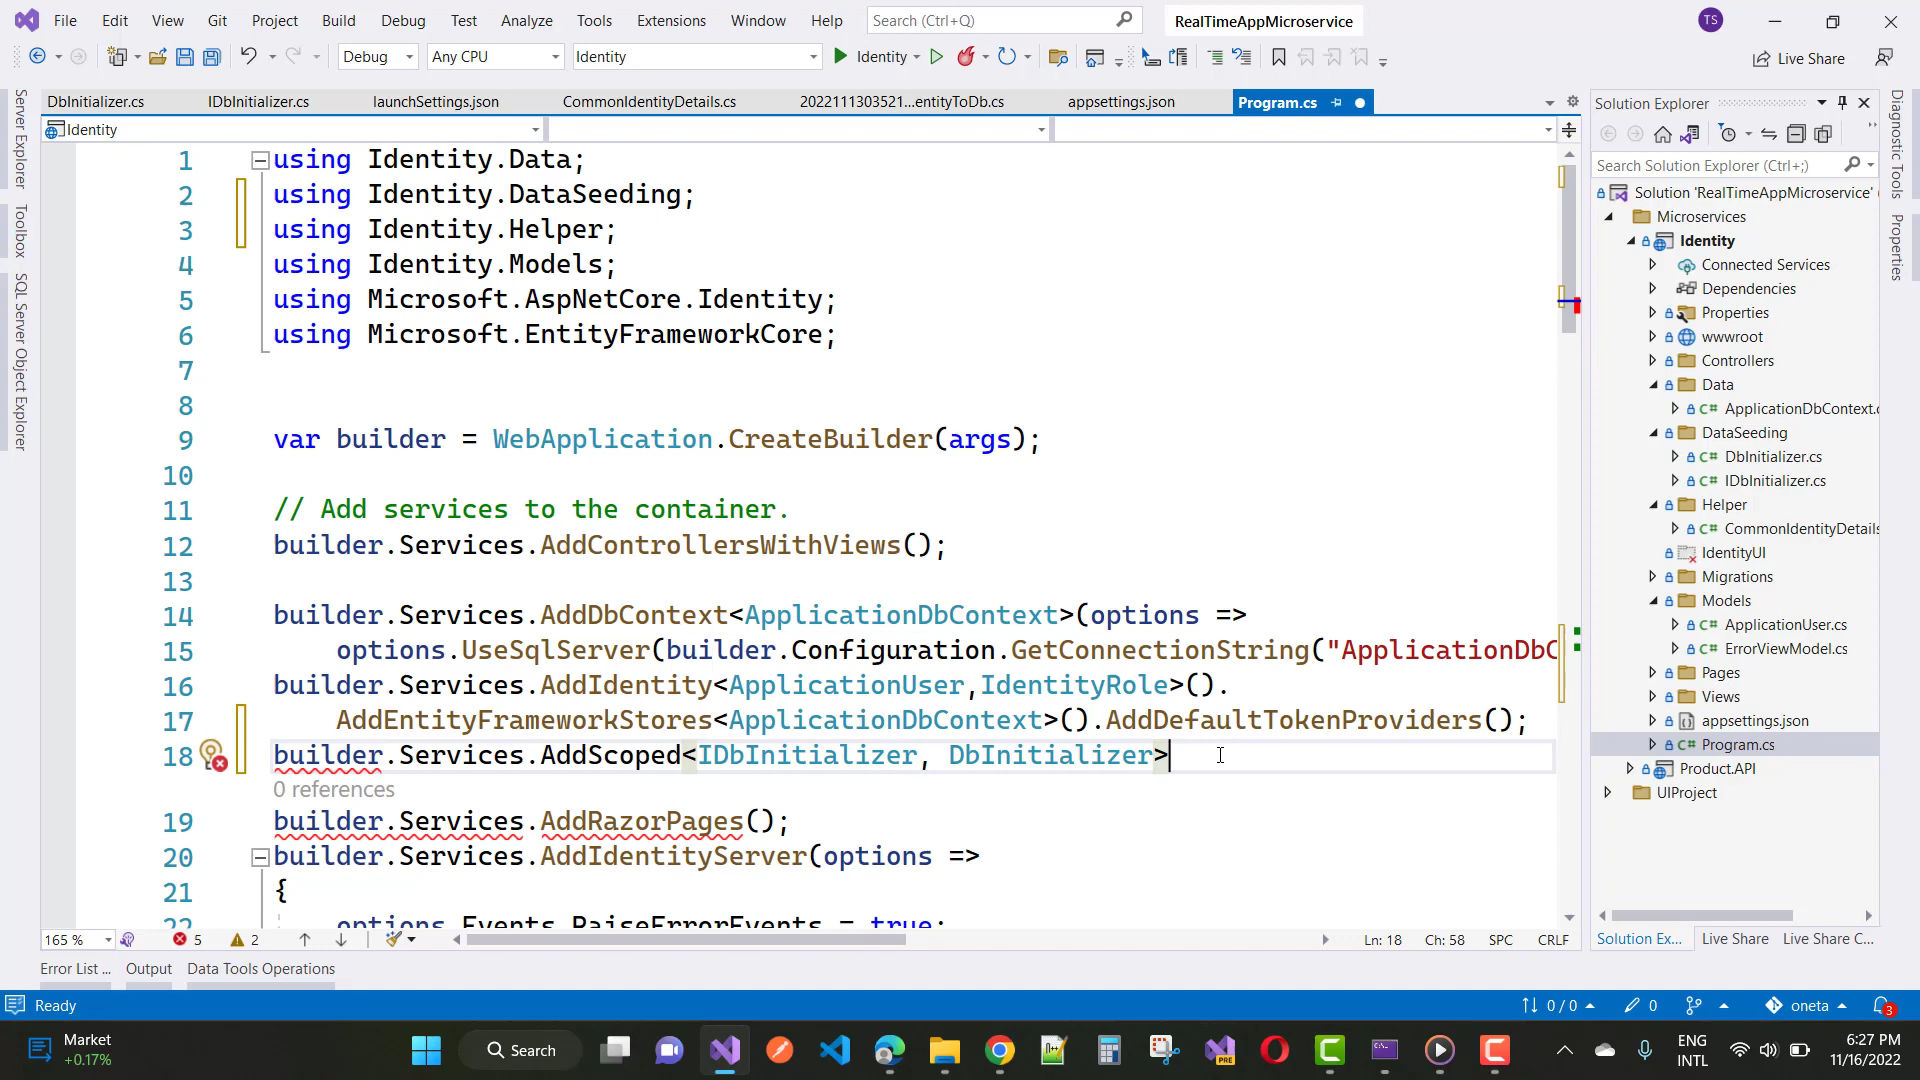 File Edit View Git Project Build Debug Test Analyze Tools Extensions Window Help Search (Ctrl+Q) RealTimeAppMicroservice TS
Debug Any CPU Identity Identity Live Share
DbInitializer.cs IDbInitializer.cs launchSettings.json CommonIdentityDetails.cs 2022111303521...entityToDb.cs appsettings.json Program.cs
Identity
Server Explorer
Toolbox
SQL Server Object Explorer
1 using Identity.Data;
2 using Identity.DataSeeding;
3 using Identity.Helper;
4 using Identity.Models;
5 using Microsoft.AspNetCore.Identity;
6 using Microsoft.EntityFrameworkCore;
7
8
9 var builder = WebApplication.CreateBuilder(args);
10
11 // Add services to the container.
12 builder.Services.AddControllersWithViews();
13
14 builder.Services.AddDbContext<ApplicationDbContext>(options =>
15 options.UseSqlServer(builder.Configuration.GetConnectionString("ApplicationDbC
16 builder.Services.AddIdentity<ApplicationUser,IdentityRole>().
17 AddEntityFrameworkStores<ApplicationDbContext>().AddDefaultTokenProviders();
18 builder.Services.AddScoped<IDbInitializer, DbInitializer>
0 references
19 builder.Services.AddRazorPages();
20 builder.Services.AddIdentityServer(options =>
21 {
22 options.Events.RaiseErrorEvents = true;
165 % 5 2 Ln: 18 Ch: 58 SPC CRLF
Error List ... Output Data Tools Operations
Solution Explorer
Search Solution Explorer (Ctrl+;)
Solution 'RealTimeAppMicroservice' (
Microservices
Identity
Connected Services
Dependencies
Properties
wwwroot
Controllers
Data
ApplicationDbContext.c
DataSeeding
C# DbInitializer.cs
C# IDbInitializer.cs
Helper
C# CommonIdentityDetails
IdentityUI
Migrations
Models
C# ApplicationUser.cs
C# ErrorViewModel.cs
Pages
Views
appsettings.json
C# Program.cs
Product.API
UIProject
Solution Ex... Live Share Live Share C...
Diagnostic Tools
Properties
Ready 0 / 0 0 oneta 3
Market
+0.17%
Search
PRE
ENG
INTL
6:27 PM
11/16/2022